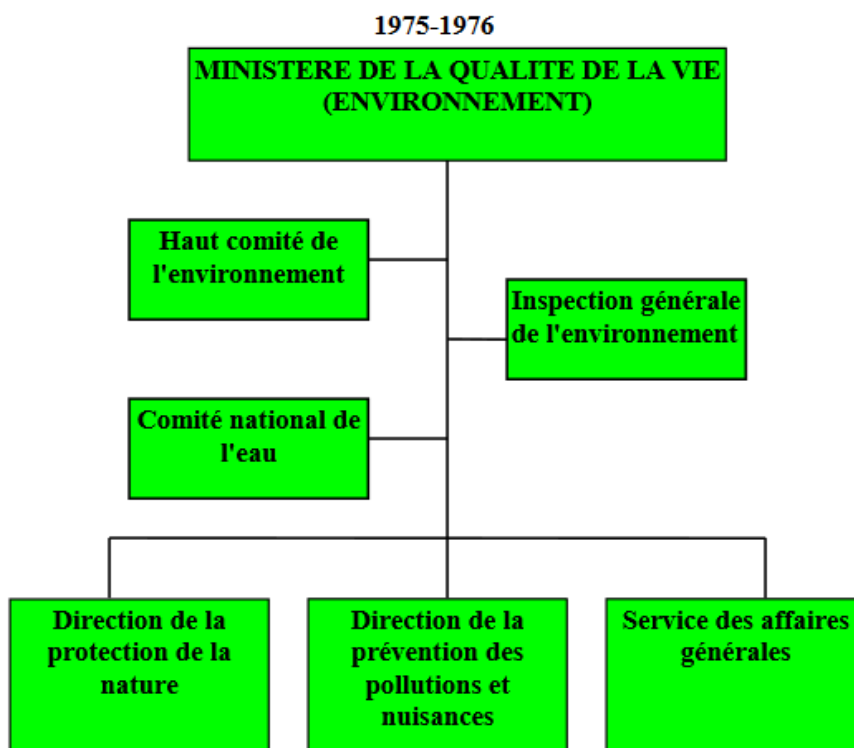 1975-1976
MINISTERE DE LA QUALITE DE LA VIE
(ENVIRONNEMENT)
Haut comité de
l'environnement
Inspection générale
de l'environnement
Comité national de
l'eau
Direction de la
protection de la
nature
Direction de la
prévention des
pollutions et
nuisances
Service des affaires
générales